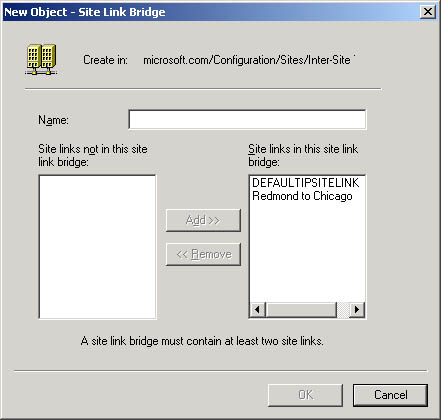 New Object - Site Link Bridge
Create in: microsoft.com/Configuration/Sites/Inter-Site
Name:
Site links not in this site
link bridge:
Site links in this site link
bridge:
DEFAULTIPSITELINK
Redmond to Chicago
Add >>
<< Remove
A site link bridge must contain at least two site links.
OK
Cancel